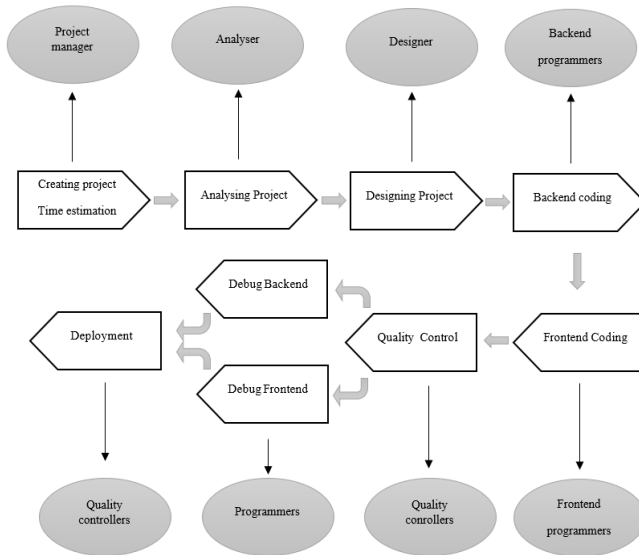 Project
manager
Analyser
Designer
Backend
programmers
Creating project
Time estimation
Analysing Project
Designing Project
Backend coding
Debug Backend
Deployment
Quality Control
Frontend Coding
Debug Frontend
Quality
controllers
Programmers
Quality
conrollers
Frontend
programmers